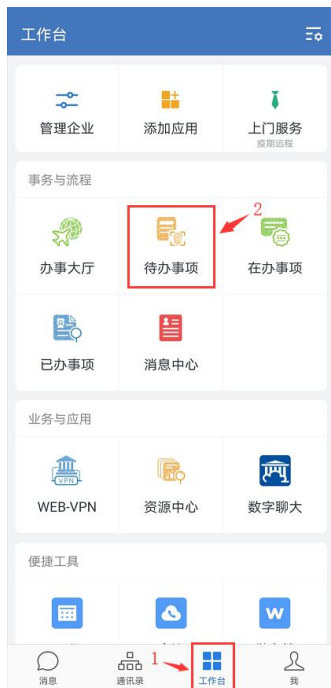 工作台
管理企业 添加应用 上门服务
疫期远程
事务与流程
2
办事大厅 待办事项 在办事项
已办事项 消息中心
业务与应用
VPN
WEB-VPN 资源中心 数字聊大
便捷工具
W
1
消息 通讯录 工作台 我